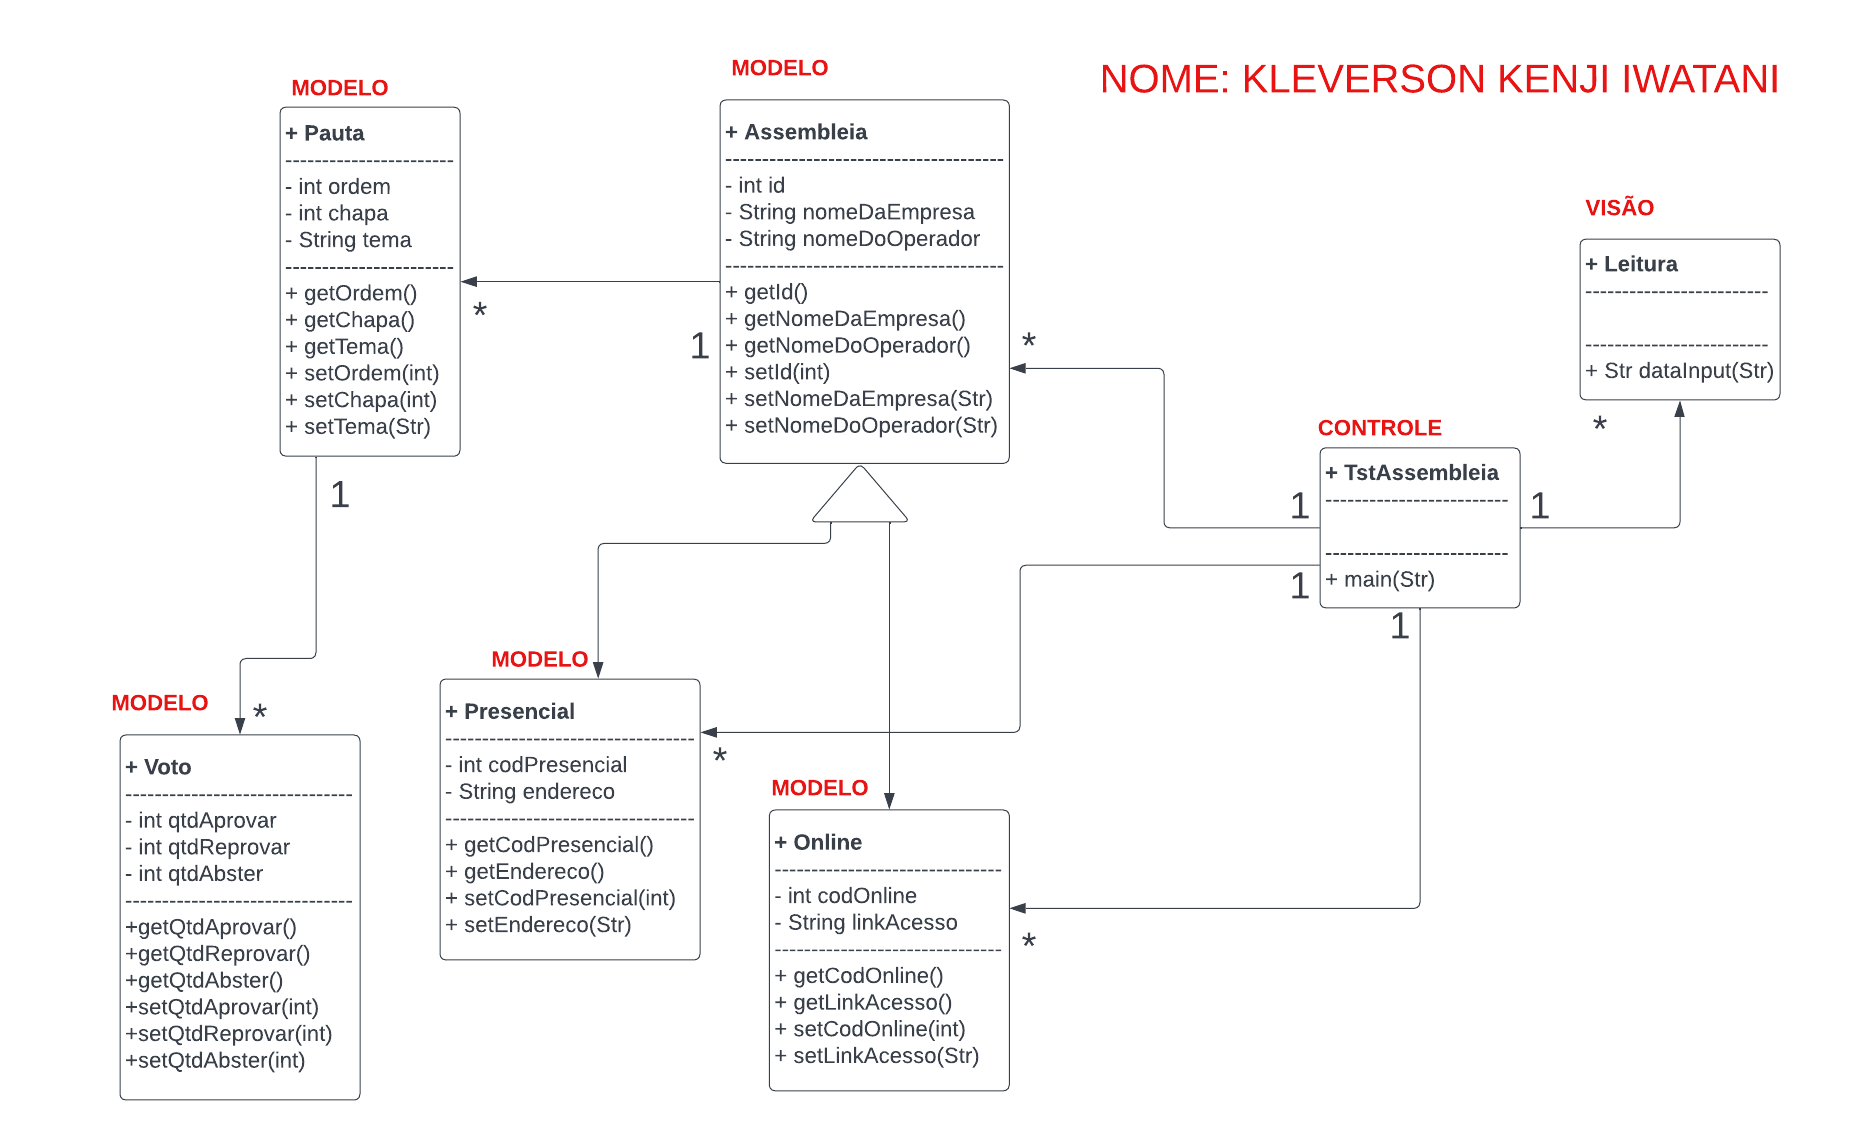 NOME: KLEVERSON KENJI IWATANI
MODELO
+ Pauta
------------------------
- int ordem
- int chapa
- String tema
------------------------
+ getOrdem()
+ getChapa()
+ getTema()
+ setOrdem(int)
+ setChapa(int)
+ setTema(Str)
*
1
MODELO
+ Assembleia
----------------------------------------
- int id
- String nomeDaEmpresa
- String nomeDoOperador
----------------------------------------
+ getId()
+ getNomeDaEmpresa()
+ getNomeDoOperador()
+ setId(int)
+ setNomeDaEmpresa(Str)
+ setNomeDoOperador(Str)
1
*
VISÃO
+ Leitura
--------------------------
--------------------------
+ Str dataInput(Str)
*
CONTROLE
+ TstAssembleia
--------------------------
--------------------------
+ main(Str)
1
1
1
1
MODELO
+ Voto
--------------------------------
- int qtdAprovar
- int qtdReprovar
- int qtdAbster
--------------------------------
+getQtdAprovar()
+getQtdReprovar()
+getQtdAbster()
+setQtdAprovar(int)
+setQtdReprovar(int)
+setQtdAbster(int)
*
MODELO
+ Presencial
-----------------------------------
- int codPresencial
- String endereco
-----------------------------------
+ getCodPresencial()
+ getEndereco()
+ setCodPresencial(int)
+ setEndereco(Str)
*
MODELO
+ Online
--------------------------------
- int codOnline
- String linkAcesso
--------------------------------
+ getCodOnline()
+ getLinkAcesso()
+ setCodOnline(int)
+ setLinkAcesso(Str)
*